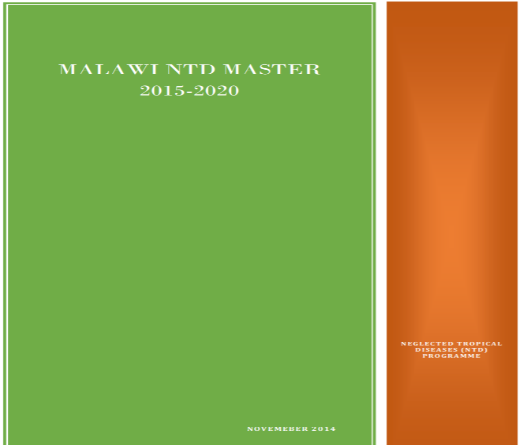 MALAWI NTD MASTER
2015-2020
NEGLECTED TROPICAL
DISEASES (NTD)
PROGRAMME
NOVEMEBER 2014